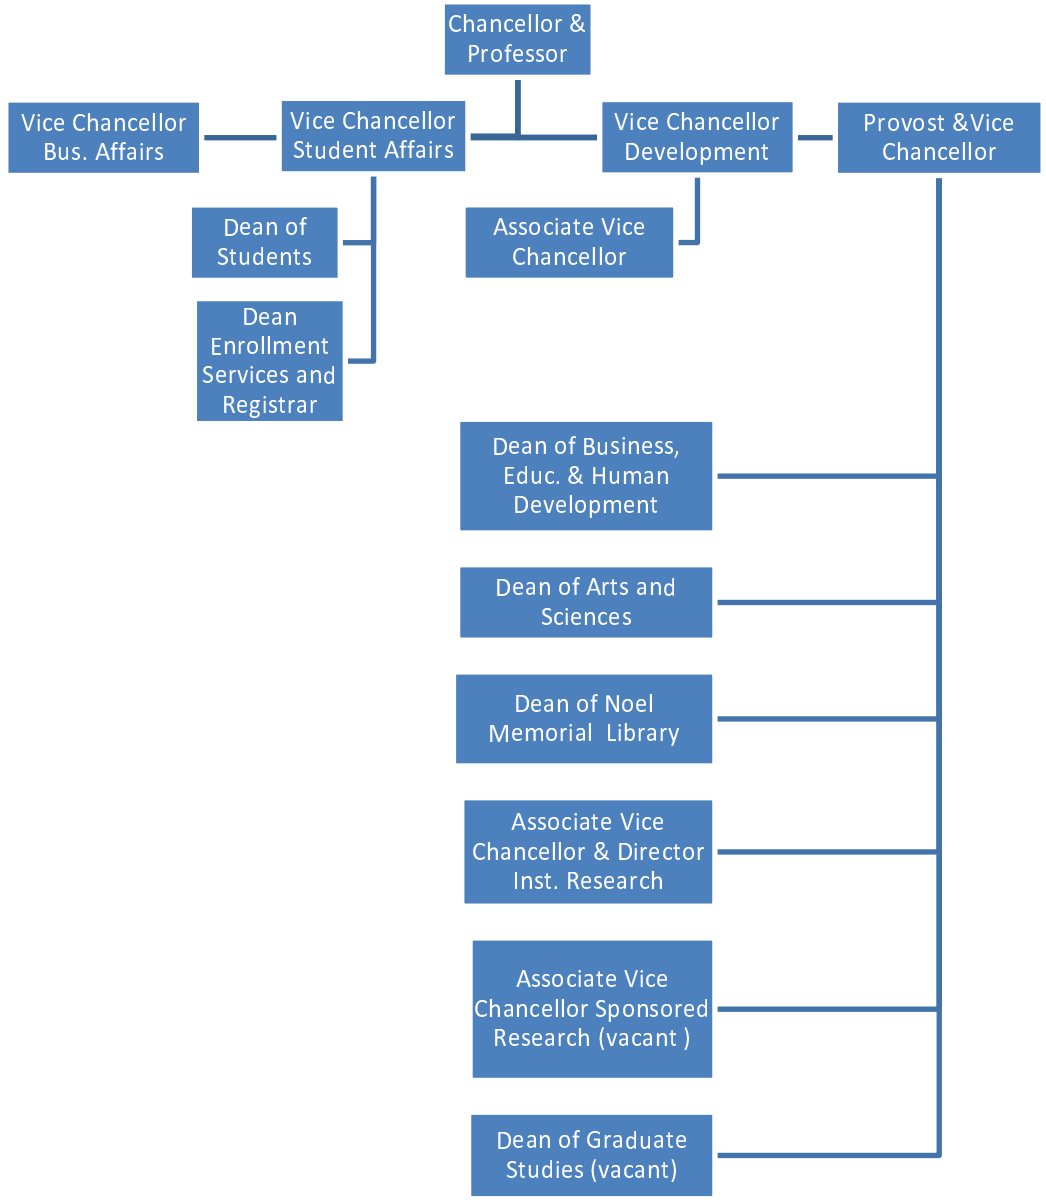 Chancellor &
Professor
Vice Chancellor
Bus. Affairs
Vice Chancellor
Student Affairs
Vice Chancellor
Development
Provost &Vice
Chancellor
Dean of
Students
Associate Vice
Chancellor
Dean
Enrollment
Services and
Registrar
Dean of Business,
Educ. & Human
Development
Dean of Arts and
Sciences
Dean of Noel
Memorial  Library
Associate Vice
Chancellor & Director
Inst. Research
Associate Vice
Chancellor Sponsored
Research (vacant )
Dean of Graduate
Studies (vacant)